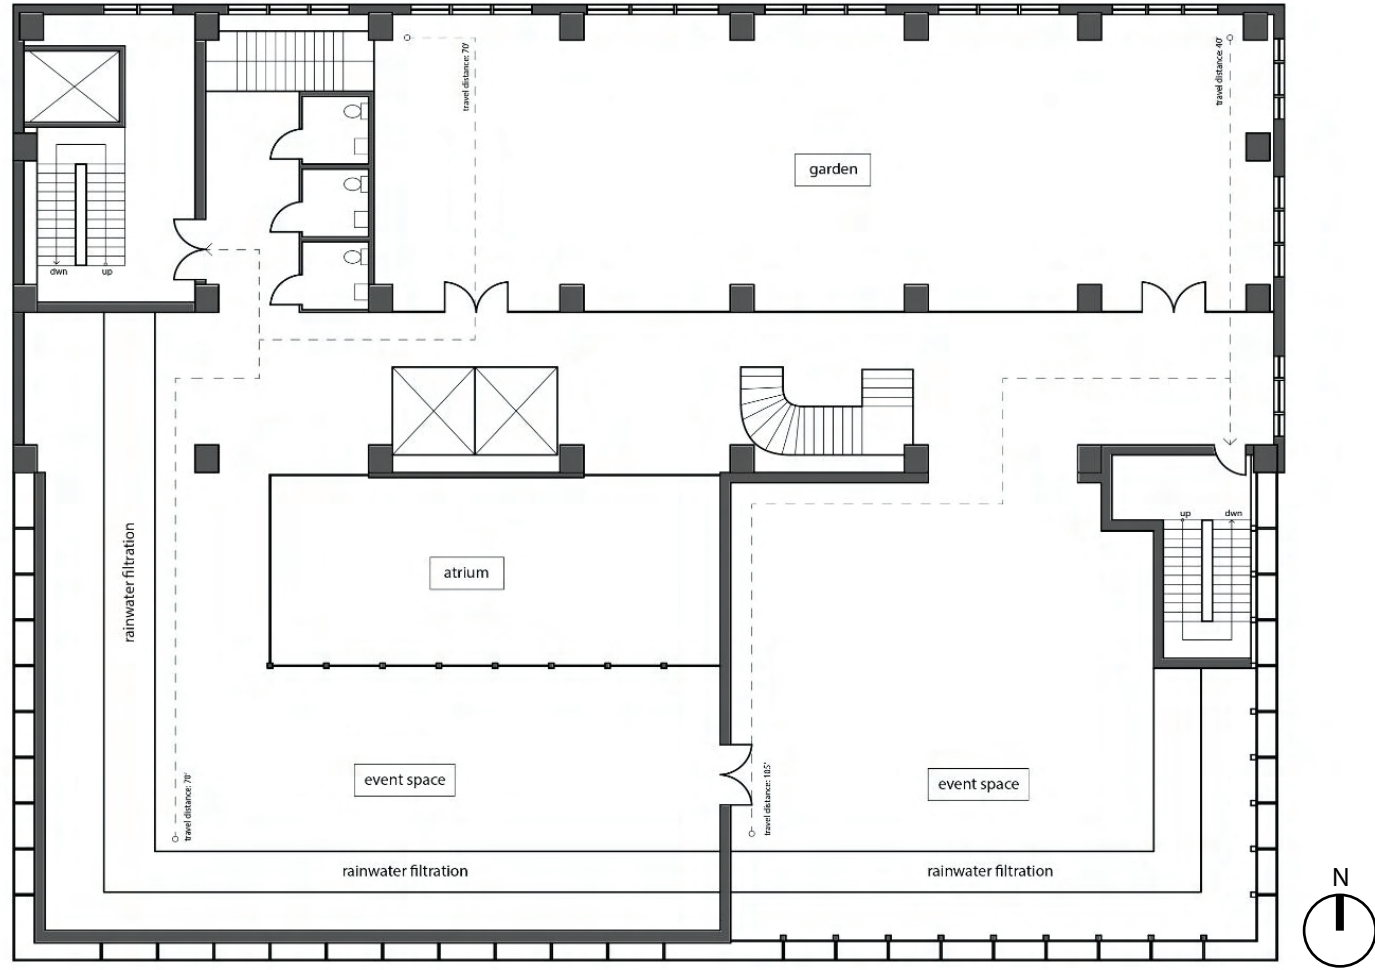 travel distance: 70'
travel distance: 40'
garden
dwn
up
up
dwn
rainwater filtration
atrium
event space
event space
travel distance: 70'
travel distance: 105'
rainwater filtration
rainwater filtration
N